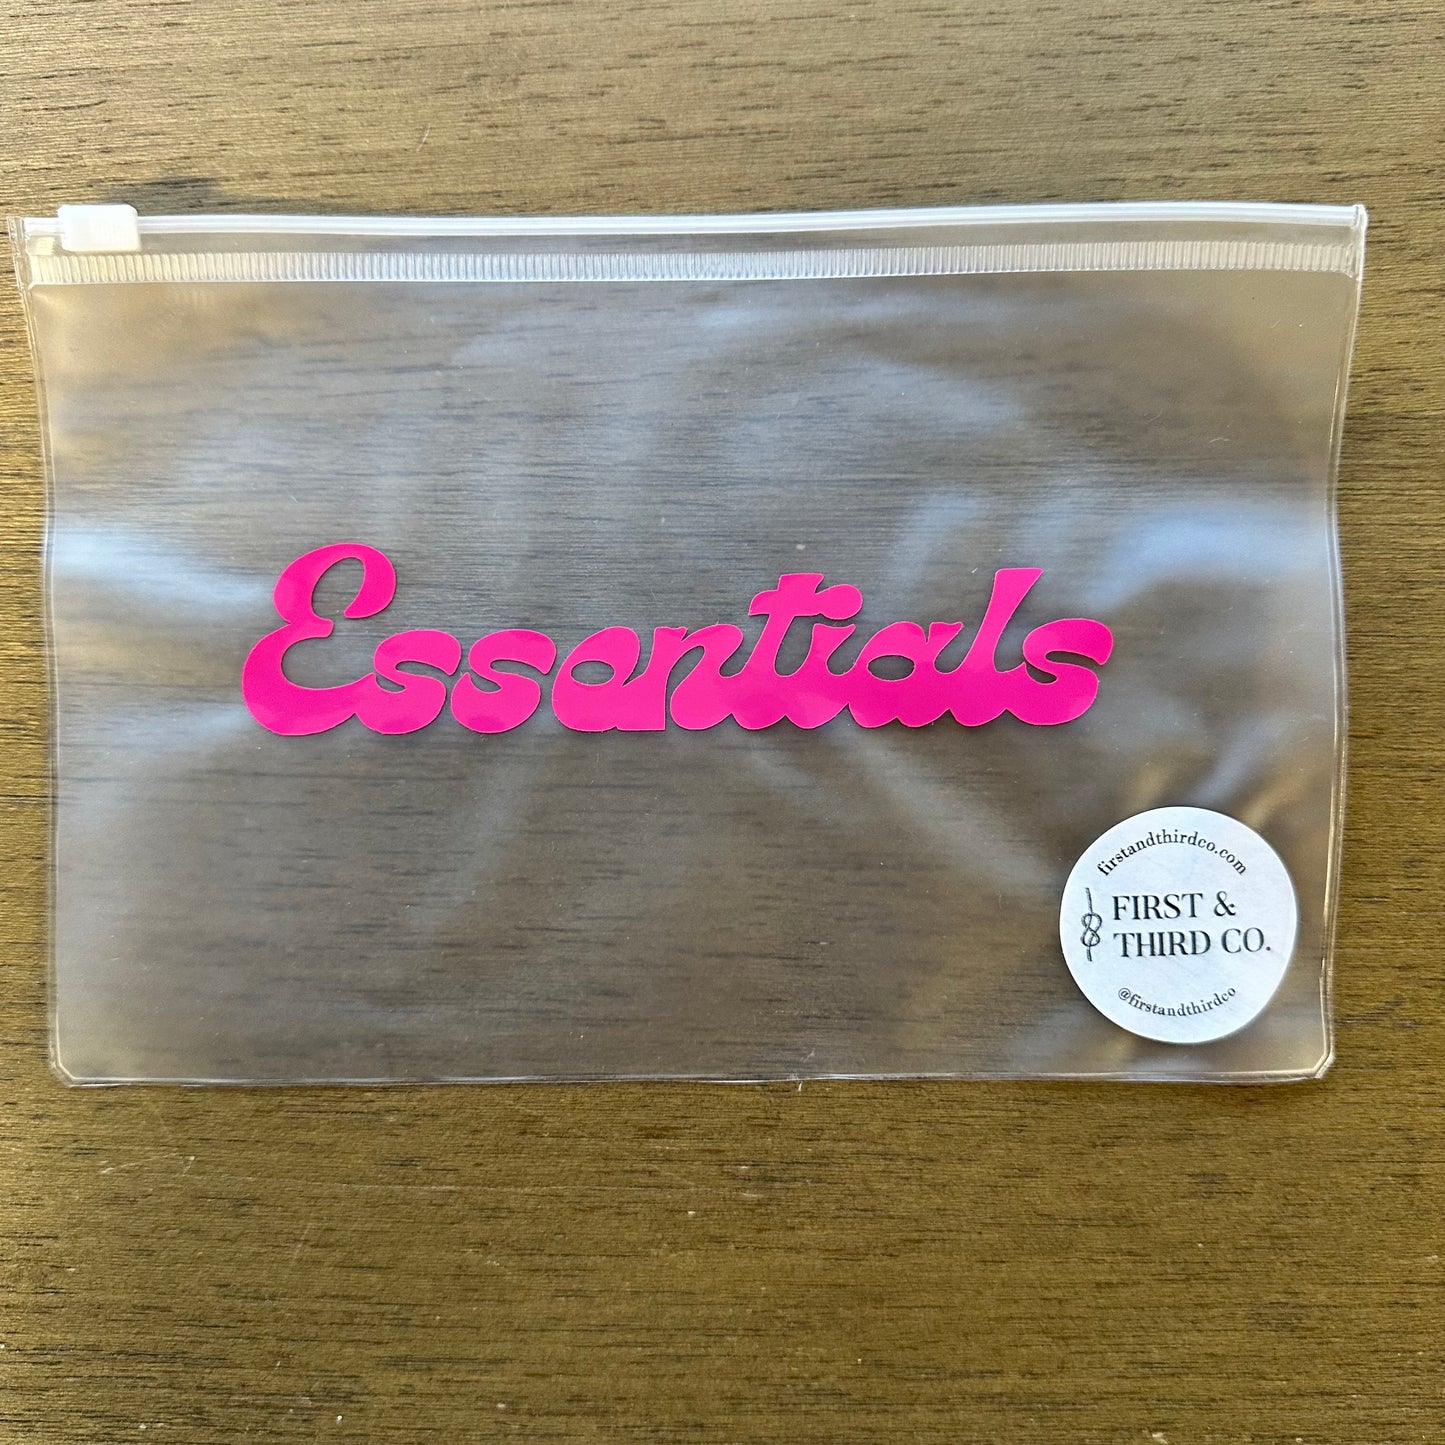 Essentials
firstandthirdco.com
FIRST &
THIRD CO.
@firstandthirdco